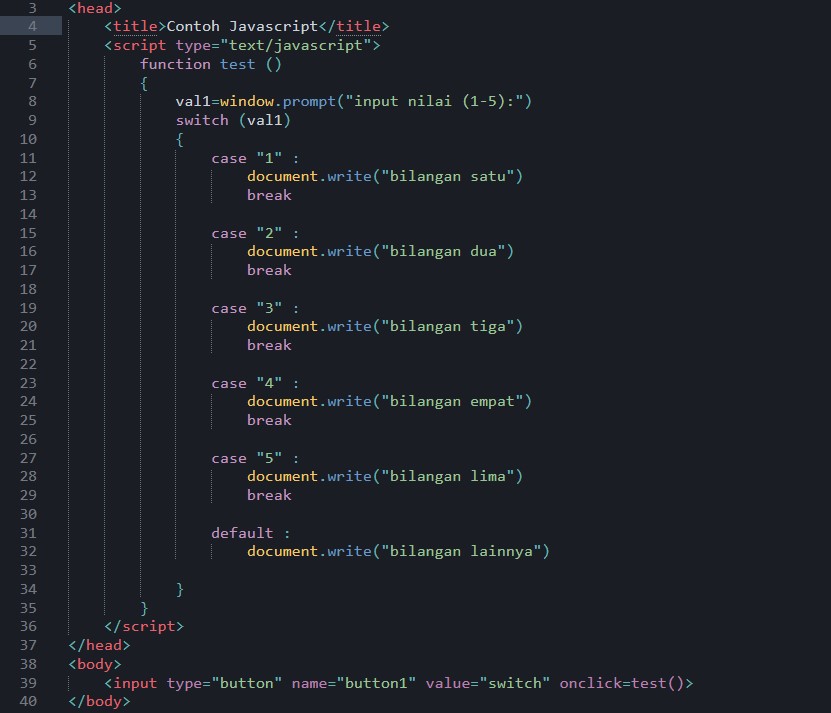 3 <head>
4 <title>Contoh Javascript</title>
5 <script type="text/javascript">
6 function test ()
7 {
8 val1=window.prompt("input nilai (1-5):")
9 switch (val1)
10 {
11 case "1" :
12 document.write("bilangan satu")
13 break
14
15 case "2" :
16 document.write("bilangan dua")
17 break
18
19 case "3" :
20 document.write("bilangan tiga")
21 break
22
23 case "4" :
24 document.write("bilangan empat")
25 break
26
27 case "5" :
28 document.write("bilangan lima")
29 break
30
31 default :
32 document.write("bilangan lainnya")
33
34 }
35 }
36 </script>
37 </head>
38 <body>
39 <input type="button" name="button1" value="switch" onclick=test()>
40 </body>